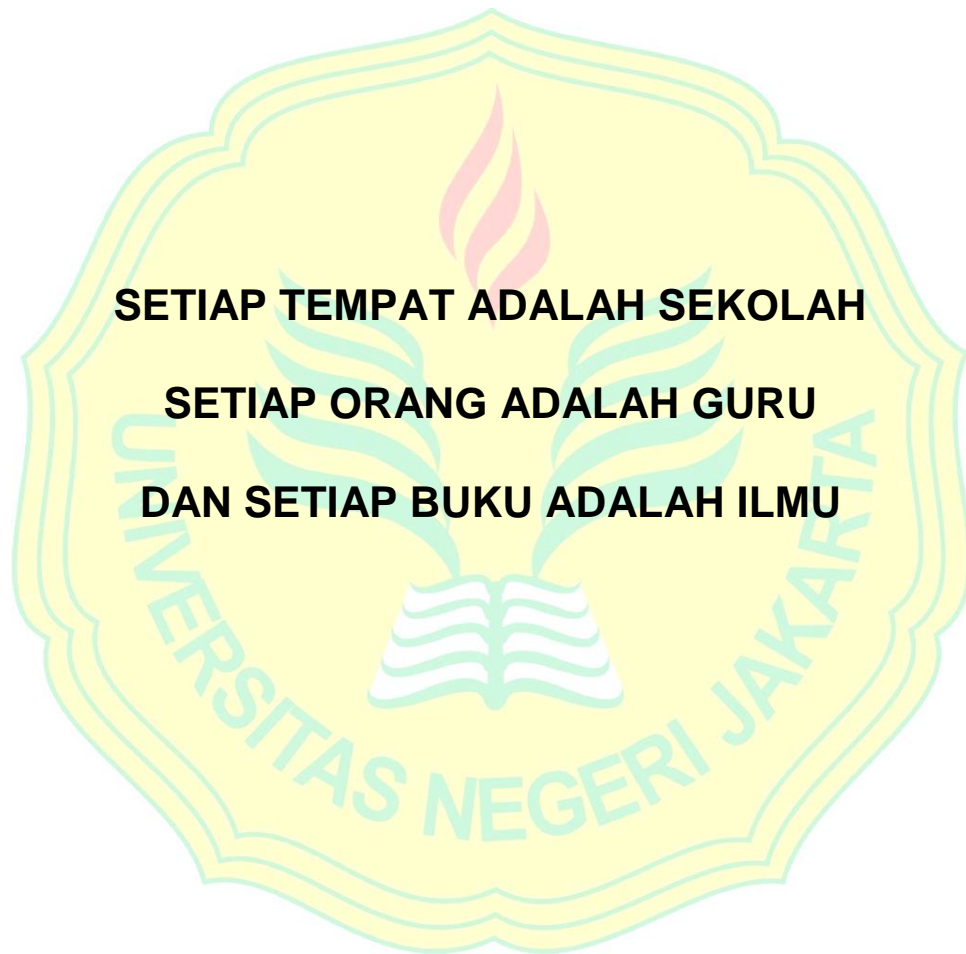 SETIAP TEMPAT ADALAH SEKOLAH
SETIAP ORANG ADALAH GURU
DAN SETIAP BUKU ADALAH ILMU
UNIVERSITAS NEGERI JAKARTA